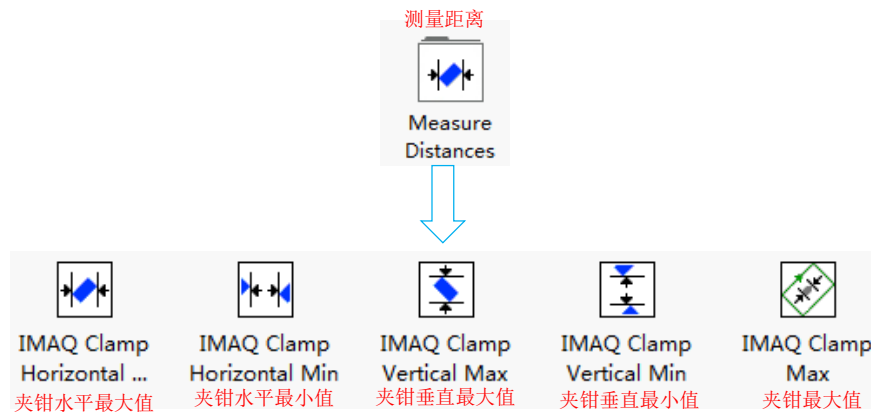 测量距离
Measure
Distances
IMAQ Clamp
Horizontal ...
夹钳水平最大值
IMAQ Clamp
Horizontal Min
夹钳水平最小值
IMAQ Clamp
Vertical Max
夹钳垂直最大值
IMAQ Clamp
Vertical Min
夹钳垂直最小值
IMAQ Clamp
Max
夹钳最大值